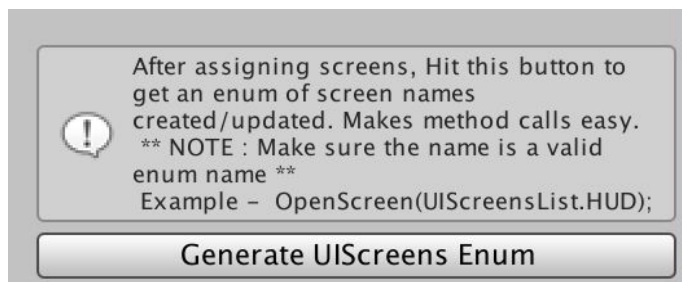 After assigning screens, Hit this button to
get an enum of screen names
created/updated. Makes method calls easy.
** NOTE : Make sure the name is a valid
enum name **
Example – OpenScreen(UIScreensList.HUD);
Generate UIScreens Enum